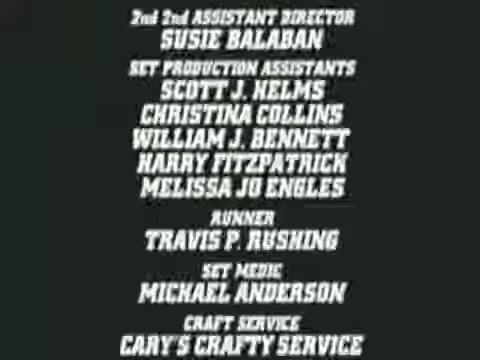 2nd 2nd ASSISTANT DIRECTOR
SUSIE BALABAN
SET PRODUCTION ASSISTANTS
SCOTT J. HELMS
CHRISTINA COLLINS
WILLIAM J. BENNETT
HARRY FITZPATRICK
MELISSA JO ENGLES
RUNNER
TRAVIS P. RUSHING
SET MEDIC
MICHAEL ANDERSON
CRAFT SERVICE
CARY'S CRAFTY SERVICE